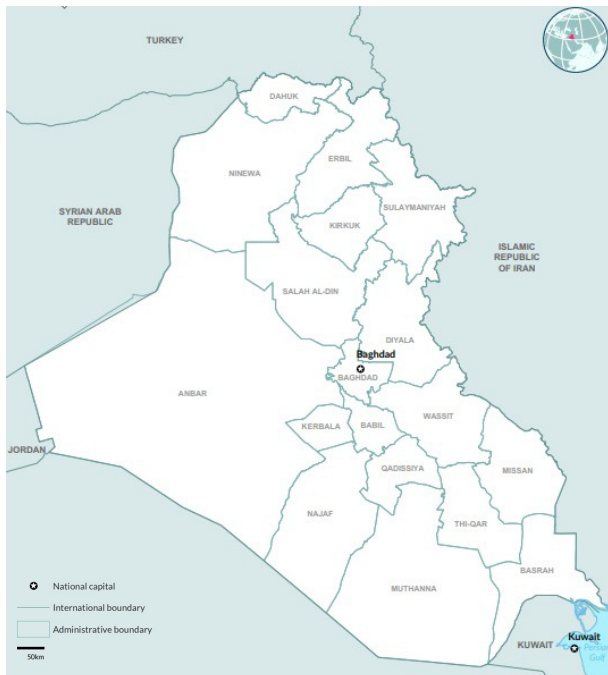 TURKEY
DAHUK
NINEWA
ERBIL
SULAYMANIYAH
KIRKUK
SYRIAN ARAB
REPUBLIC
ISLAMIC
REPUBLIC
OF IRAN
SALAH AL-DIN
DIYALA
Baghdad
BAGHDAD
ANBAR
WASSIT
KERBALA
BABIL
JORDAN
QADISSIYA
MISSAN
NAJAF
THI-QAR
BASRAH
MUTHANNA
National capital
International boundary
Administrative boundary
50km
KUWAIT
Kuwait
Persian
Gulf